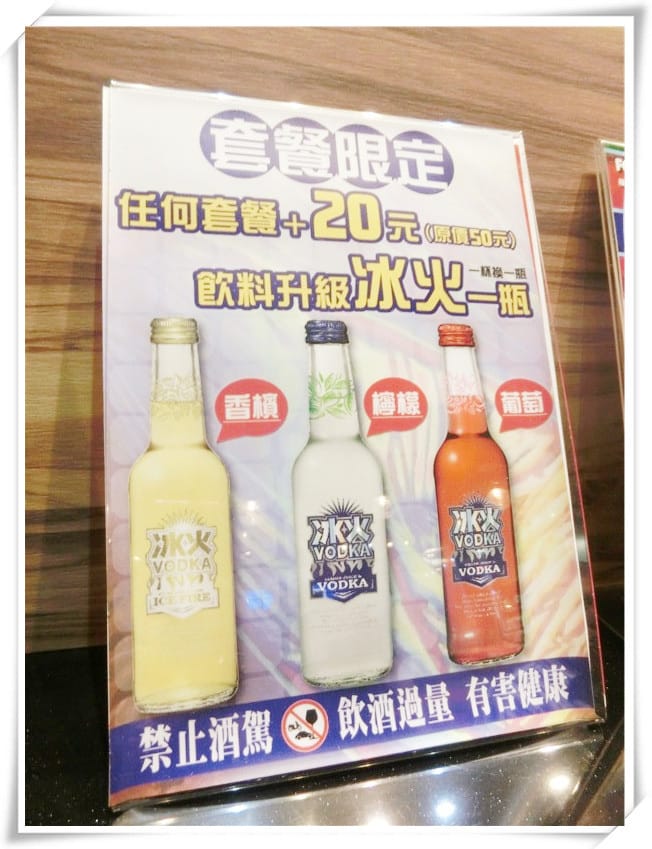 套餐限定
任何套餐+20元(原價50元)
飲料升級冰火一瓶
一杯換一瓶
香檳
檸檬
葡萄
冰火
VODKA
ICE FIRE
冰火
VODKA
VODKA
冰火
VODKA
VODKA
禁止酒駕 飲酒過量 有害健康